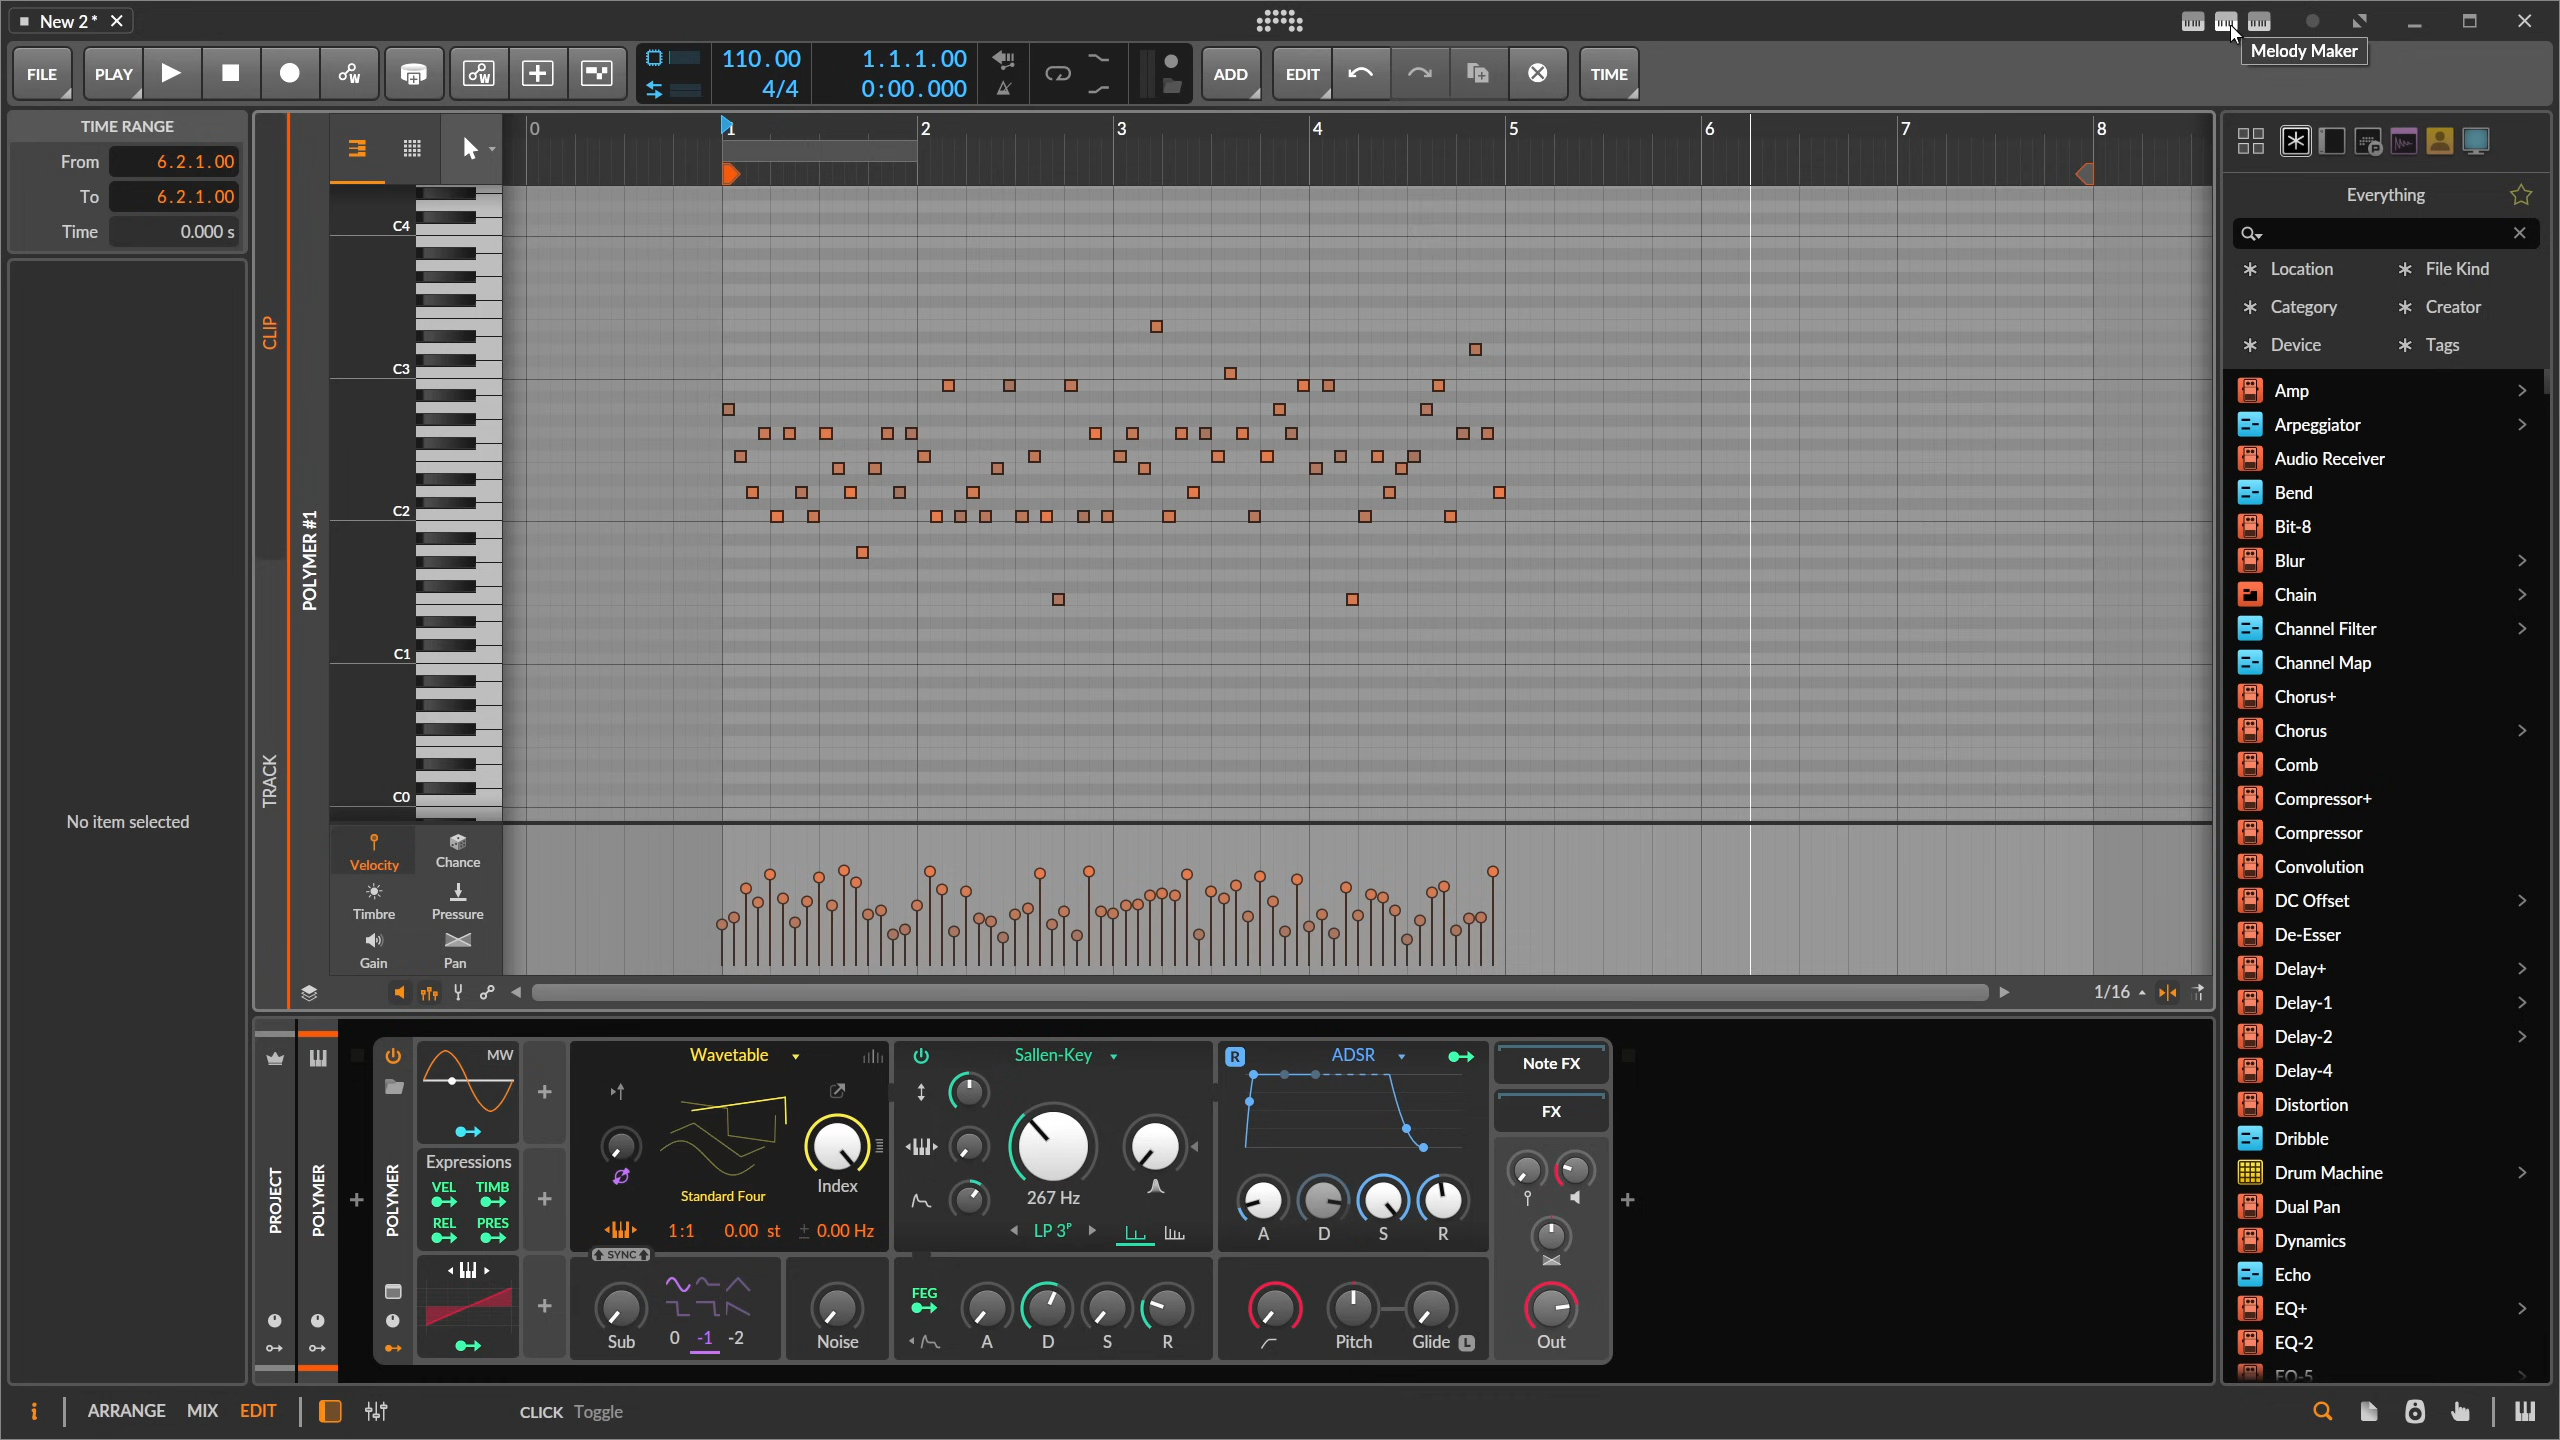 New 2*
Melody Maker
FILE
PLAY
110.00
4/4
1.1.1.00
0:00.000
ADD
EDIT
TIME
TIME RANGE
From 6.2.1.00
To 6.2.1.00
Time 0.000 s
No item selected
CLIP
TRACK
POLYMER #1
0 1 2 3 4 5 6 7 8
C4
C3
C2
C1
C0
Velocity
Chance
Timbre
Pressure
Gain
Pan
1/16
Everything
Location
File Kind
Category
Creator
Device
Tags
Amp
Arpeggiator
Audio Receiver
Bend
Bit-8
Blur
Chain
Channel Filter
Channel Map
Chorus+
Chorus
Comb
Compressor+
Compressor
Convolution
DC Offset
De-Esser
Delay+
Delay-1
Delay-2
Delay-4
Distortion
Dribble
Drum Machine
Dual Pan
Dynamics
Echo
EQ+
EQ-2
EQ-5
PROJECT
POLYMER
POLYMER
MW
Expressions
VEL TIMB
REL PRES
Wavetable
Index
Standard Four
1:1 0.00 st ± 0.00 Hz
SYNC
Sub
0 -1 -2
Noise
Sallen-Key
267 Hz
LP 3ᴾ
FEG
A D S R
R
ADSR
A D S R
Pitch
Glide L
Note FX
FX
Out
i
ARRANGE MIX EDIT
CLICK Toggle